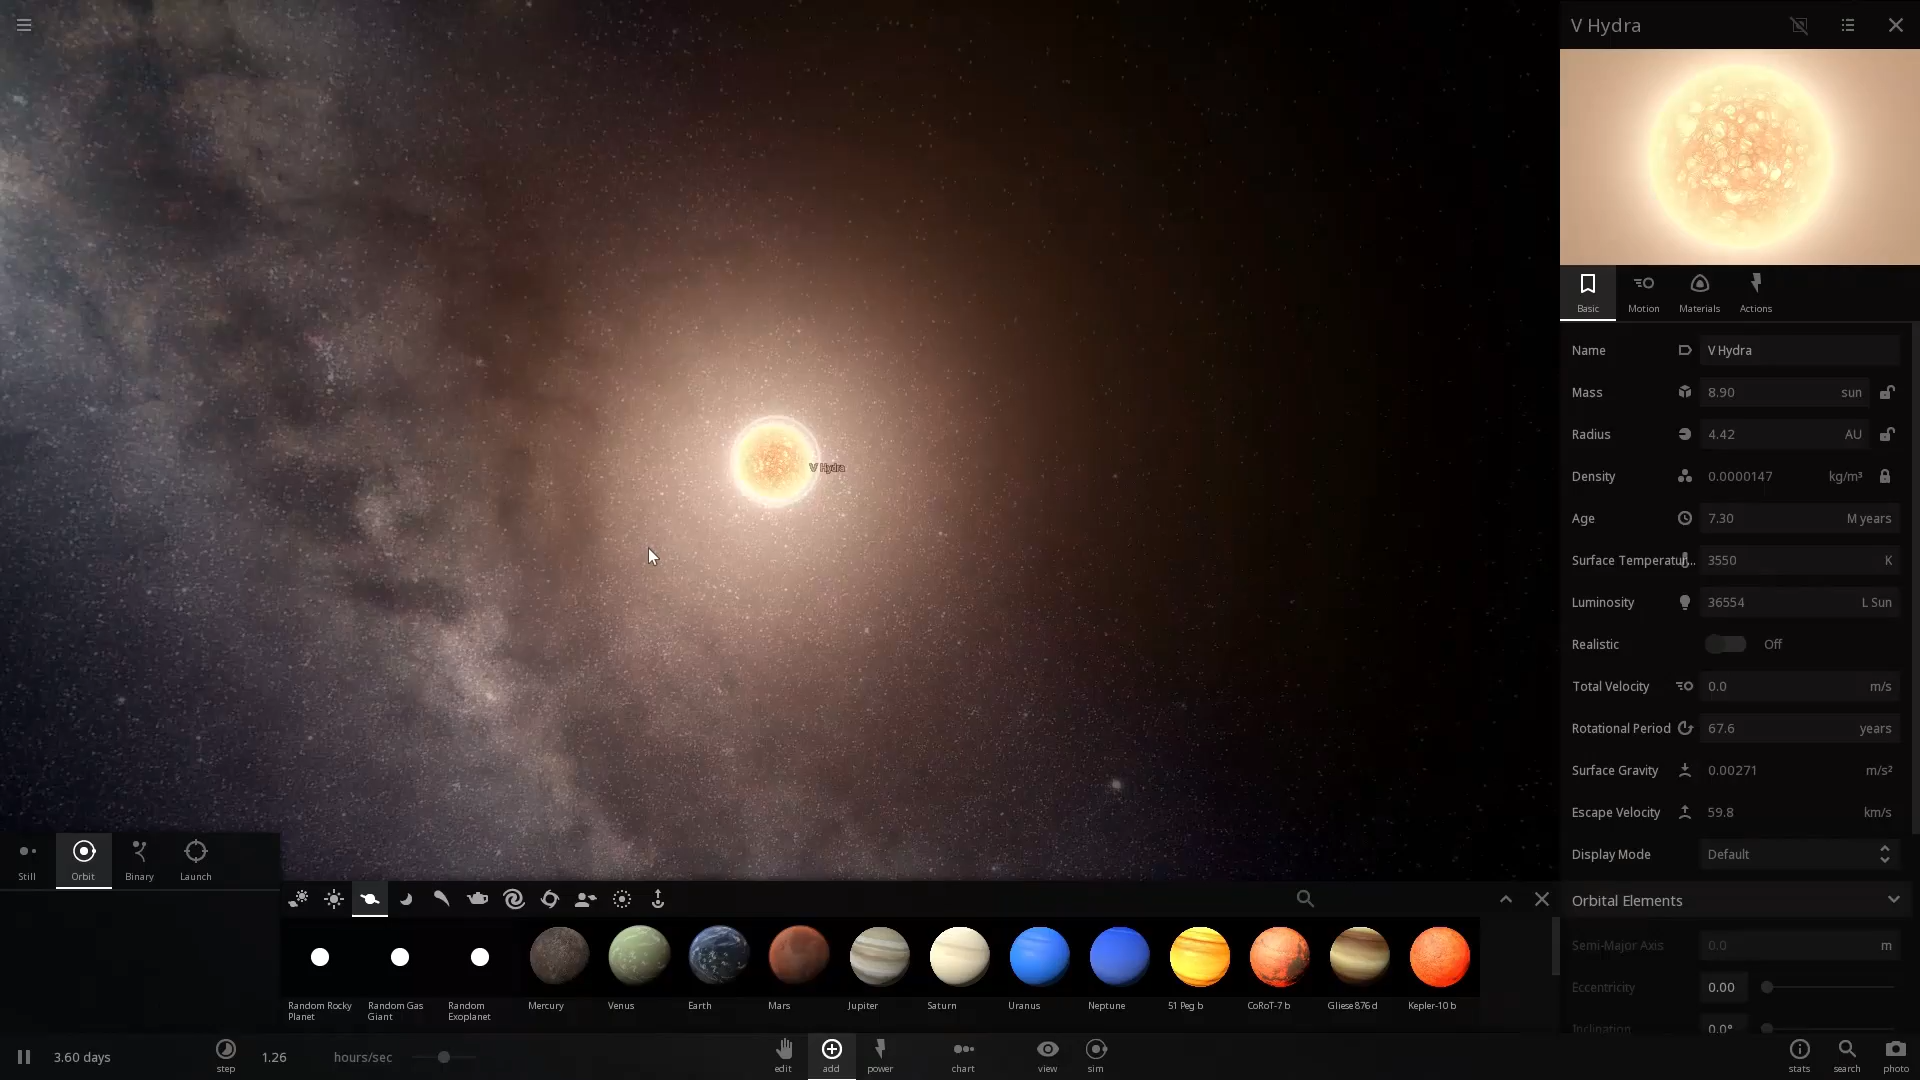 V Hydra
V Hydra
Basic
Motion
Materials
Actions
Name V Hydra
Mass 8.90 sun
Radius 4.42 AU
Density 0.0000147 kg/m³
Age 7.30 M years
Surface Temperatur... 3550 K
Luminosity 36554 L Sun
Realistic Off
Total Velocity 0.0 m/s
Rotational Period 67.6 years
Surface Gravity 0.00271 m/s²
Escape Velocity 59.8 km/s
Display Mode Default
Orbital Elements
Semi-Major Axis 0.0 m
Eccentricity 0.00
Inclination 0.0°
Still
Orbit
Binary
Launch
Random Rocky
Planet
Random Gas
Giant
Random
Exoplanet
Mercury
Venus
Earth
Mars
Jupiter
Saturn
Uranus
Neptune
51 Peg b
CoRoT-7 b
Gliese 876 d
Kepler-10 b
3.60 days
step
1.26 hours/sec
edit
add
power
chart
view
sim
stats
search
photo